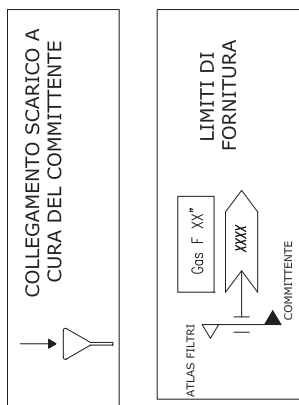 COLLEGAMENTO SCARICO A
CURA DEL COMMITTENTE
LIMITI DI
FORNITURA
Gas F XX"
XXXX
ATLAS FILTRI
COMMITTENTE